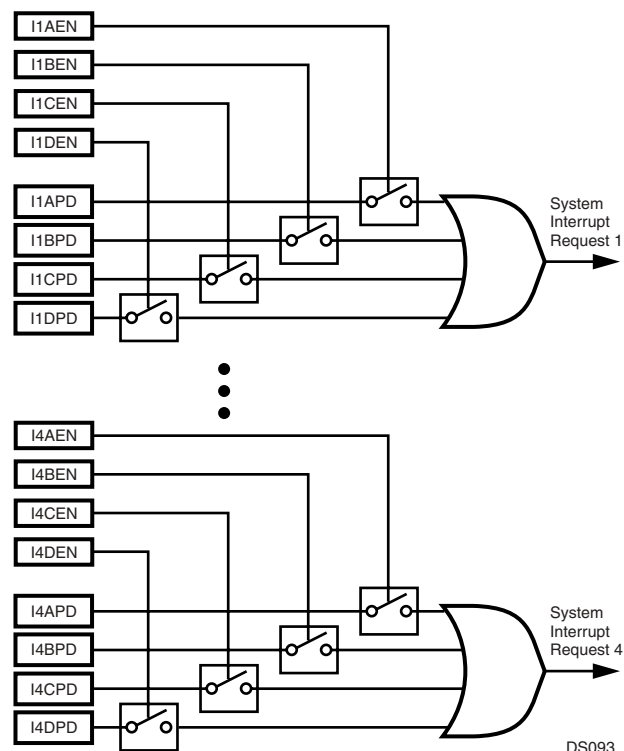 I1AEN
I1BEN
I1CEN
I1DEN
I1APD
I1BPD
I1CPD
I1DPD
System
Interrupt
Request 1
I4AEN
I4BEN
I4CEN
I4DEN
I4APD
I4BPD
I4CPD
I4DPD
System
Interrupt
Request 4
DS093